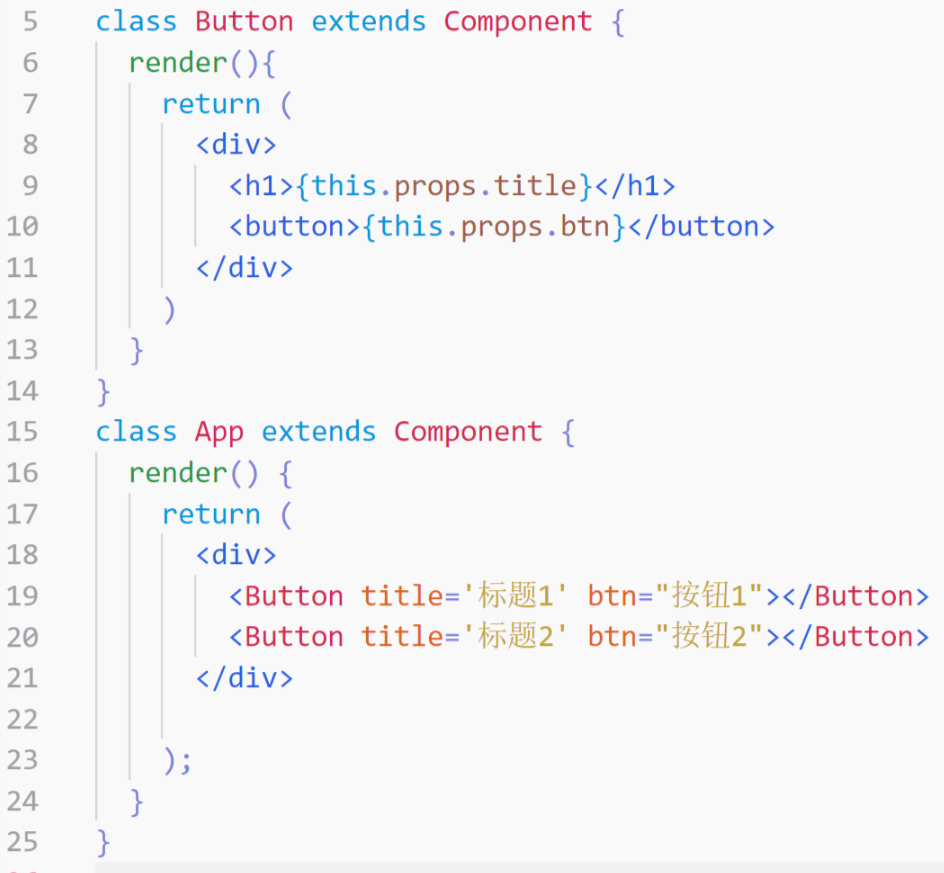 5 class Button extends Component {
6 render(){
7 return (
8 <div>
9 <h1>{this.props.title}</h1>
10 <button>{this.props.btn}</button>
11 </div>
12 )
13 }
14 }
15 class App extends Component {
16 render() {
17 return (
18 <div>
19 <Button title='标题1' btn="按钮1"></Button>
20 <Button title='标题2' btn="按钮2"></Button>
21 </div>
22
23 );
24 }
25 }